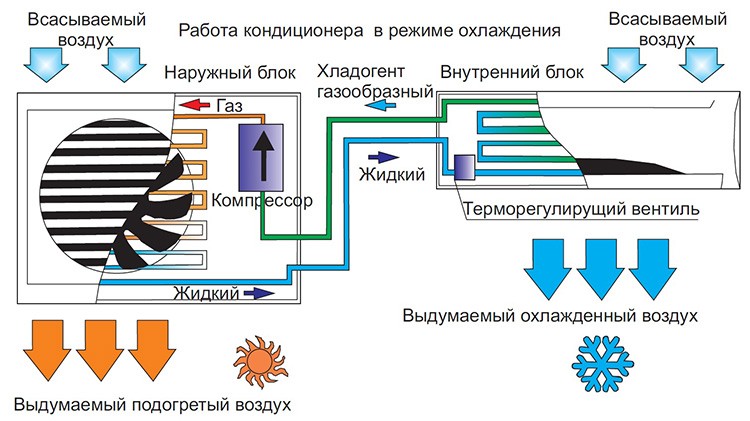 Всасываемый
воздух
Работа кондиционера в режиме охлаждения
Всасываемый
воздух
Наружный блок
Хладогент
газообразный
Внутренний блок
Газ
Жидкий
Компрессор
Терморегулирущий вентиль
Жидкий
Выдумаемый охлажденный воздух
Выдумаемый подогретый воздух